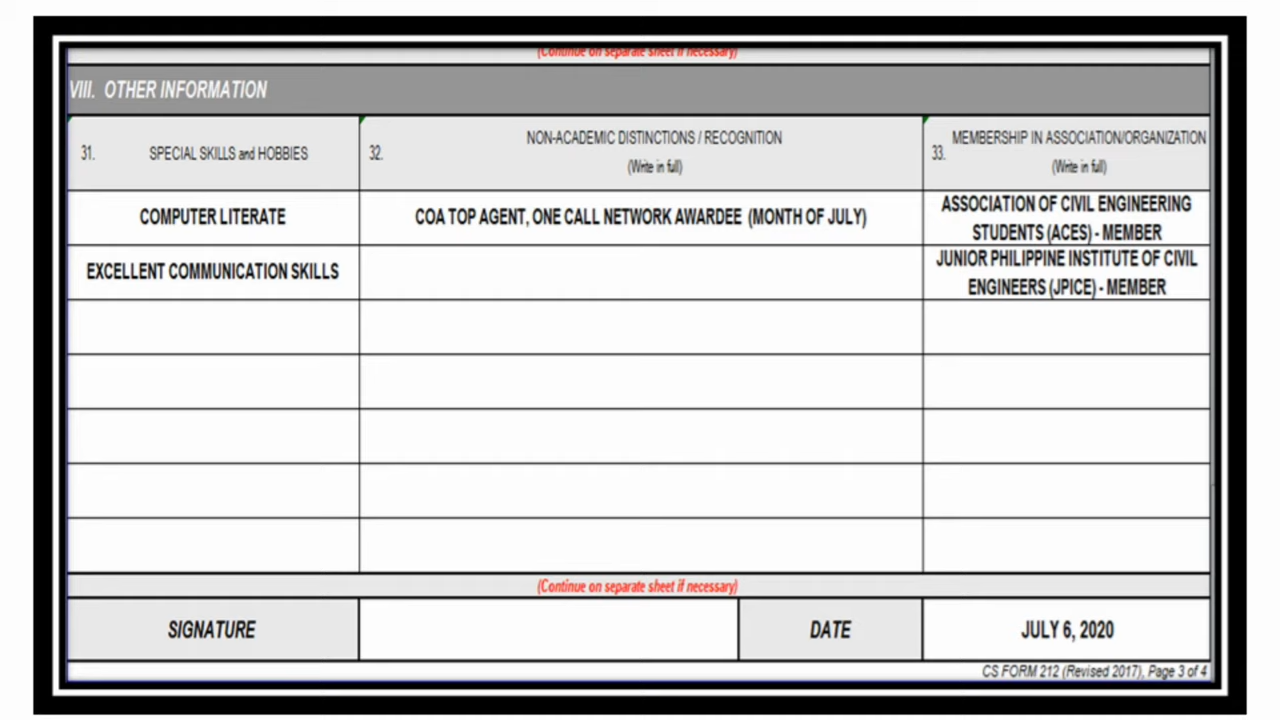 (Continue on separate sheet if necessary)
VIII. OTHER INFORMATION
31. SPECIAL SKILLS and HOBBIES
32. NON-ACADEMIC DISTINCTIONS / RECOGNITION
(Write in full)
33. MEMBERSHIP IN ASSOCIATION/ORGANIZATION
(Write in full)
COMPUTER LITERATE
COA TOP AGENT, ONE CALL NETWORK AWARDEE (MONTH OF JULY)
ASSOCIATION OF CIVIL ENGINEERING
STUDENTS (ACES) - MEMBER
EXCELLENT COMMUNICATION SKILLS
JUNIOR PHILIPPINE INSTITUTE OF CIVIL
ENGINEERS (JPICE) - MEMBER
(Continue on separate sheet if necessary)
SIGNATURE
DATE
JULY 6, 2020
CS FORM 212 (Revised 2017), Page 3 of 4